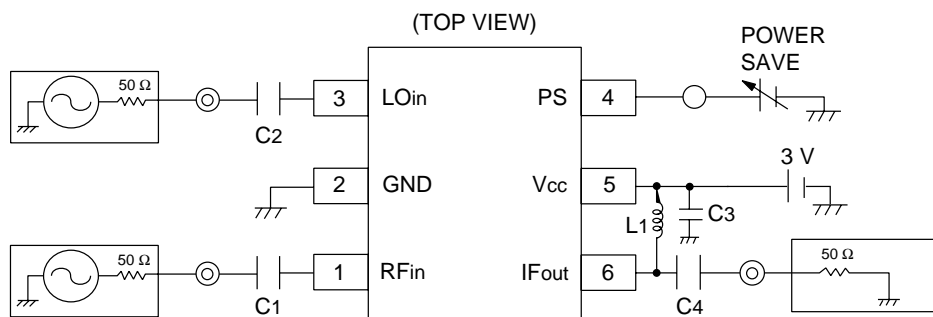 (TOP VIEW)
POWER
SAVE
50 Ω
3
LOin
PS
4
C2
3 V
2
GND
Vcc
5
L1
C3
50 Ω
1
RFin
IFout
6
50 Ω
C1
C4